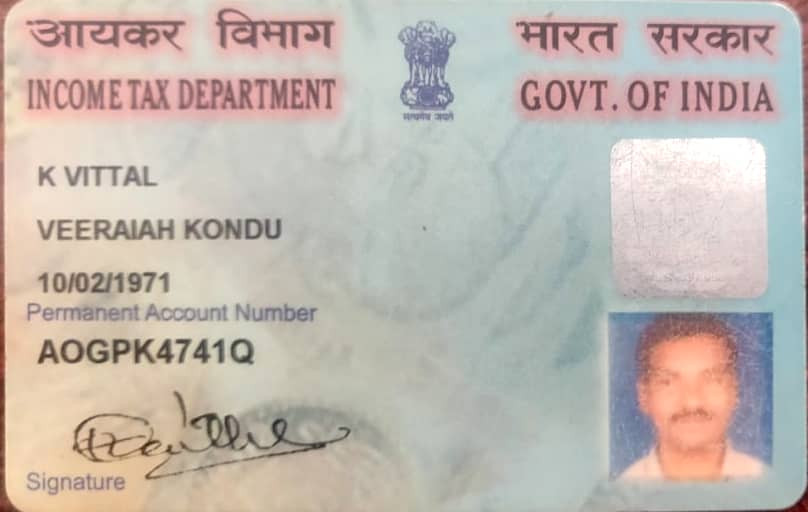 आयकर विभाग
भारत सरकार
INCOME TAX DEPARTMENT
GOVT. OF INDIA
सत्यमेव जयते
K VITTAL
VEERAIAH KONDU
10/02/1971
Permanent Account Number
AOGPK4741Q
Signature